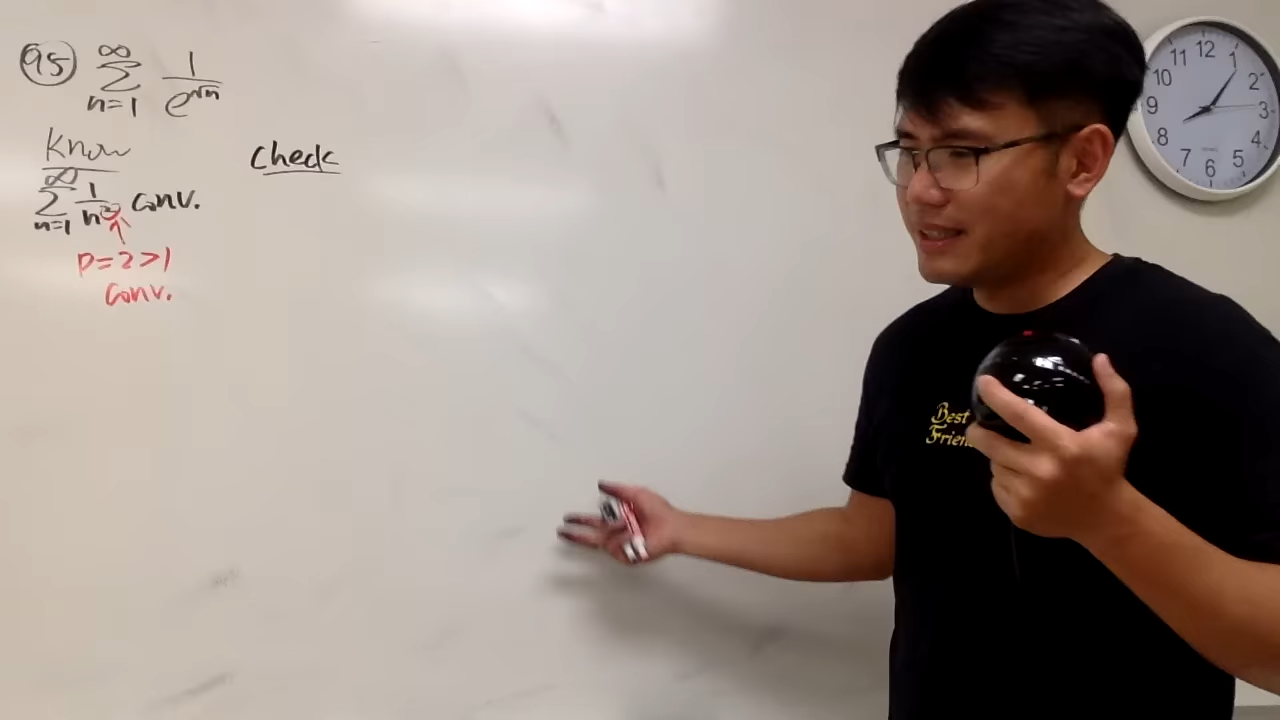 95 ∞ Σ n=1 1/e^√n
Know
check
∞ Σ n=1 1/n² conv.
p=2>1
conv.
Best
Frien
12
11 1
10 2
9 3
8 4
7 5
6